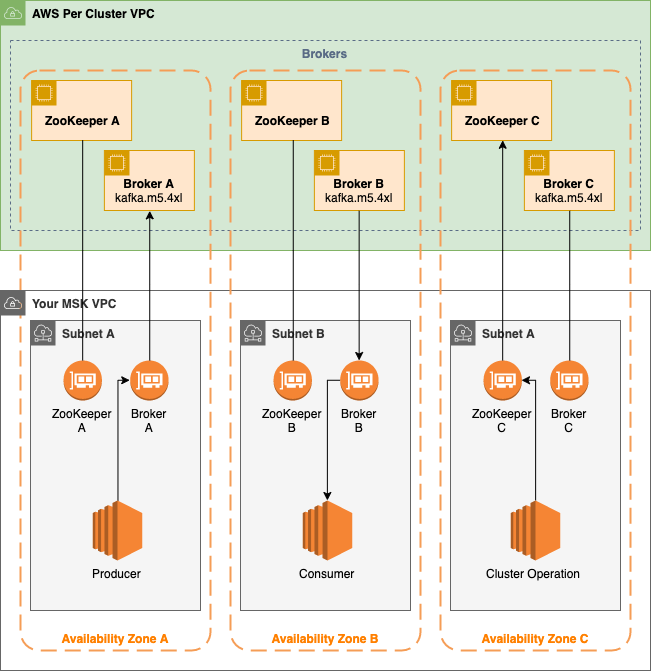 AWS Per Cluster VPC
Brokers
ZooKeeper A
Broker A
kafka.m5.4xl
ZooKeeper B
Broker B
kafka.m5.4xl
ZooKeeper C
Broker C
kafka.m5.4xl
Your MSK VPC
Subnet A
ZooKeeper
A
Broker
A
Producer
Availability Zone A
Subnet B
ZooKeeper
B
Broker
B
Consumer
Availability Zone B
Subnet A
ZooKeeper
C
Broker
C
Cluster Operation
Availability Zone C